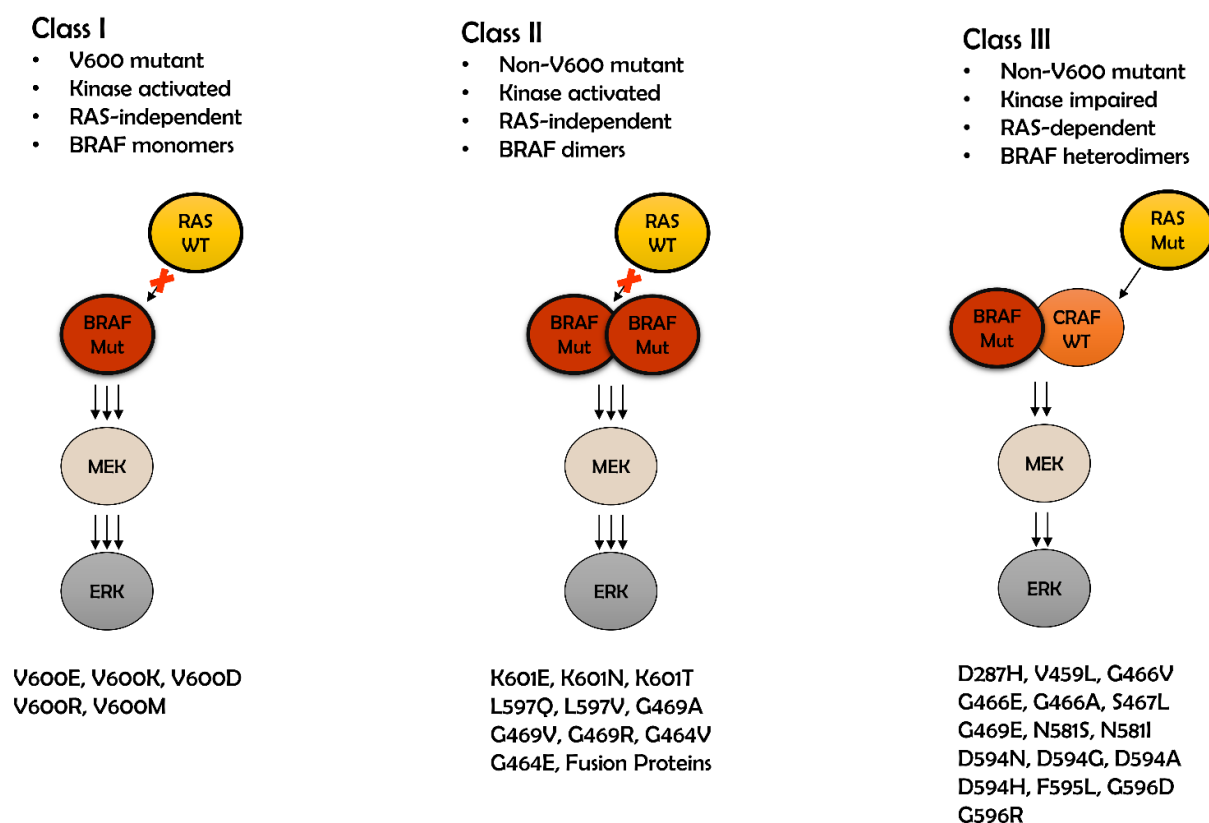 Class I
• V600 mutant
• Kinase activated
• RAS-independent
• BRAF monomers
RAS
WT
BRAF
Mut
MEK
ERK
V600E, V600K, V600D
V600R, V600M
Class II
• Non-V600 mutant
• Kinase activated
• RAS-independent
• BRAF dimers
RAS
WT
BRAF
Mut
BRAF
Mut
MEK
ERK
K601E, K601N, K601T
L597Q, L597V, G469A
G469V, G469R, G464V
G464E, Fusion Proteins
Class III
• Non-V600 mutant
• Kinase impaired
• RAS-dependent
• BRAF heterodimers
RAS
Mut
BRAF
Mut
CRAF
WT
MEK
ERK
D287H, V459L, G466V
G466E, G466A, S467L
G469E, N581S, N581I
D594N, D594G, D594A
D594H, F595L, G596D
G596R